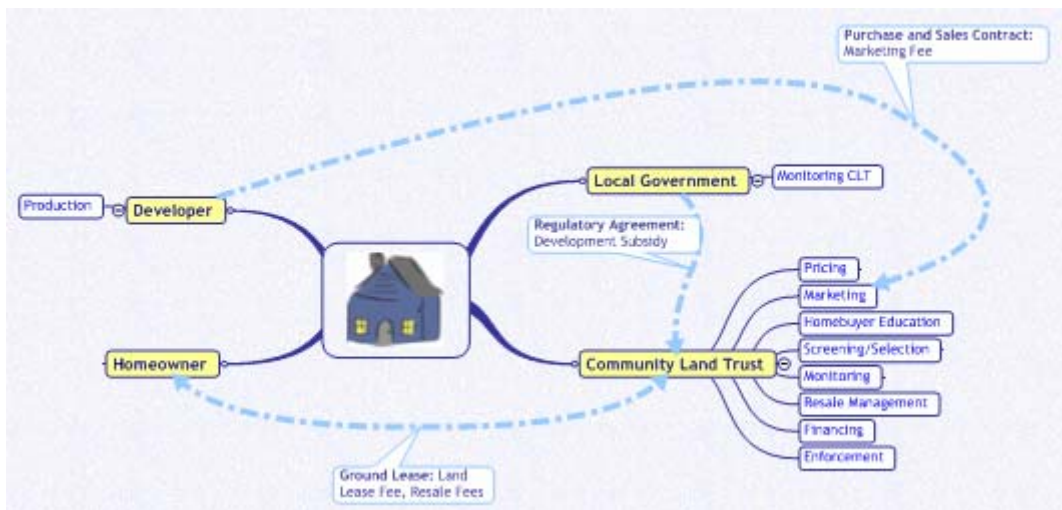 Purchase and Sales Contract:
Marketing Fee
Local Government
Monitoring CLT
Production
Developer
Regulatory Agreement:
Development Subsidy
Pricing
Marketing
Homebuyer Education
Screening/Selection
Homeowner
Community Land Trust
Monitoring
Resale Management
Financing
Enforcement
Ground Lease: Land
Lease Fee, Resale Fees